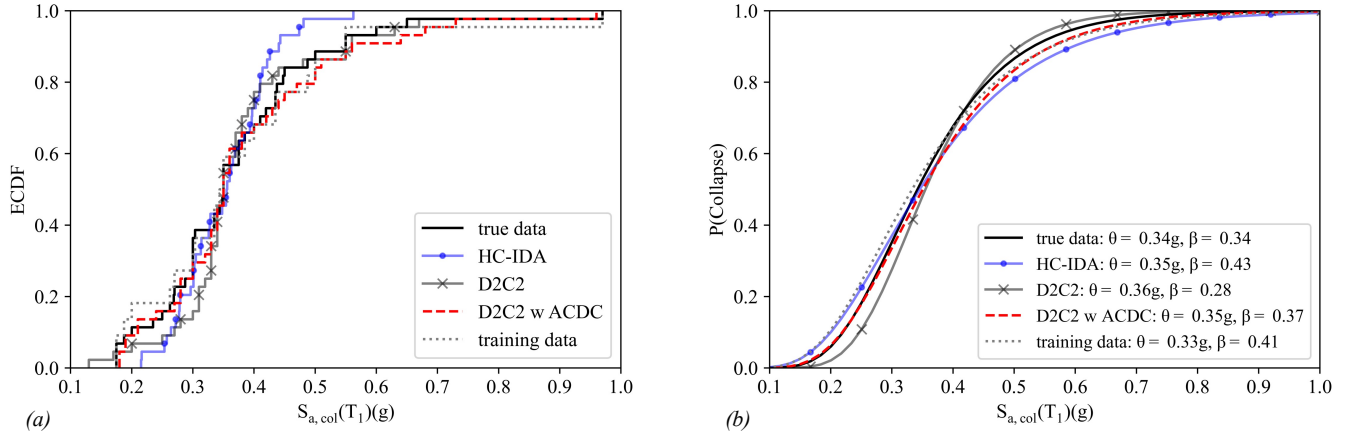 1.0
0.8
0.6
0.4
0.2
0.0
ECDF
true data
HC-IDA
D2C2
D2C2 w ACDC
training data
0.1 0.2 0.3 0.4 0.5 0.6 0.7 0.8 0.9 1.0
S_{a, col}(T_1)(g)
(a)
1.0
0.8
0.6
0.4
0.2
0.0
P(Collapse)
true data: θ = 0.34g, β = 0.34
HC-IDA: θ = 0.35g, β = 0.43
D2C2: θ = 0.36g, β = 0.28
D2C2 w ACDC: θ = 0.35g, β = 0.37
training data: θ = 0.33g, β = 0.41
0.1 0.2 0.3 0.4 0.5 0.6 0.7 0.8 0.9 1.0
S_{a, col}(T_1)(g)
(b)